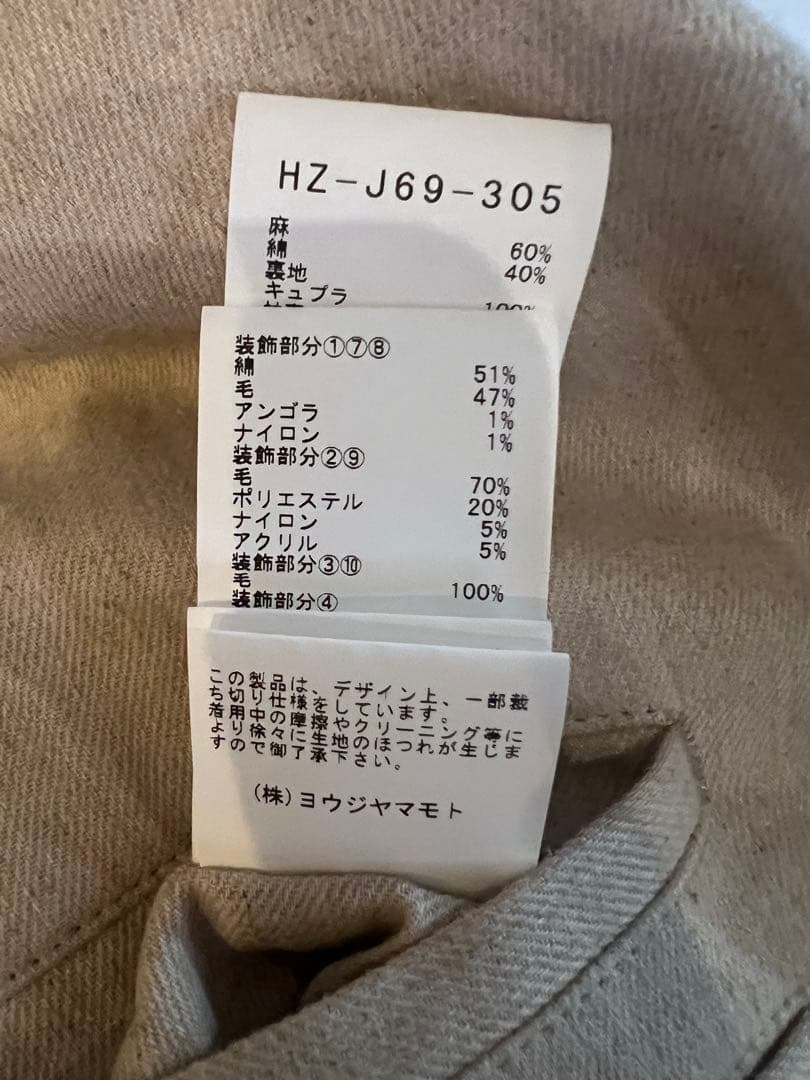 HZ-J69-305
麻 60%
綿 40%
裏地
キュプラ 100%
装飾部分①⑦⑧
綿 51%
毛 47%
アンゴラ 1%
ナイロン 1%
装飾部分②⑨
毛 70%
ポリエステル 20%
ナイロン 5%
アクリル 5%
装飾部分③⑩
毛 100%
装飾部分④
この製品は、デザイン上、一部裁
ち切り仕様をしています。
着用中の摩擦やクリーニング等に
より徐々に生地のほつれが生じま
すので御了承下さい。
(株)ヨウジヤマモト